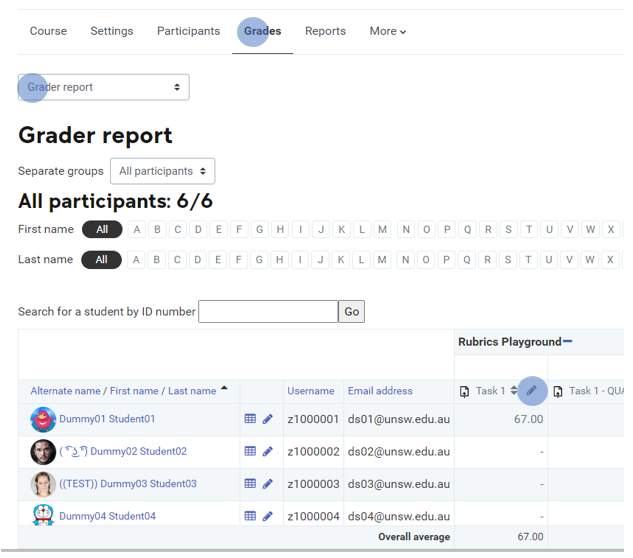 Course Settings Participants Grades Reports More
Grader report
Grader report
Separate groups All participants
All participants: 6/6
First name All A B C D E F G H I J K L M N O P Q R S T U V W X
Last name All A B C D E F G H I J K L M N O P Q R S T U V W X
Search for a student by ID number Go
Rubrics Playground
Alternate name / First name / Last name Username Email address Task 1 Task 1 - QUA
Dummy01 Student01 z1000001 ds01@unsw.edu.au 67.00
( ͡° ͜ʖ ͡°) Dummy02 Student02 z1000002 ds02@unsw.edu.au -
((TEST)) Dummy03 Student03 z1000003 ds03@unsw.edu.au -
Dummy04 Student04 z1000004 ds04@unsw.edu.au -
Overall average 67.00